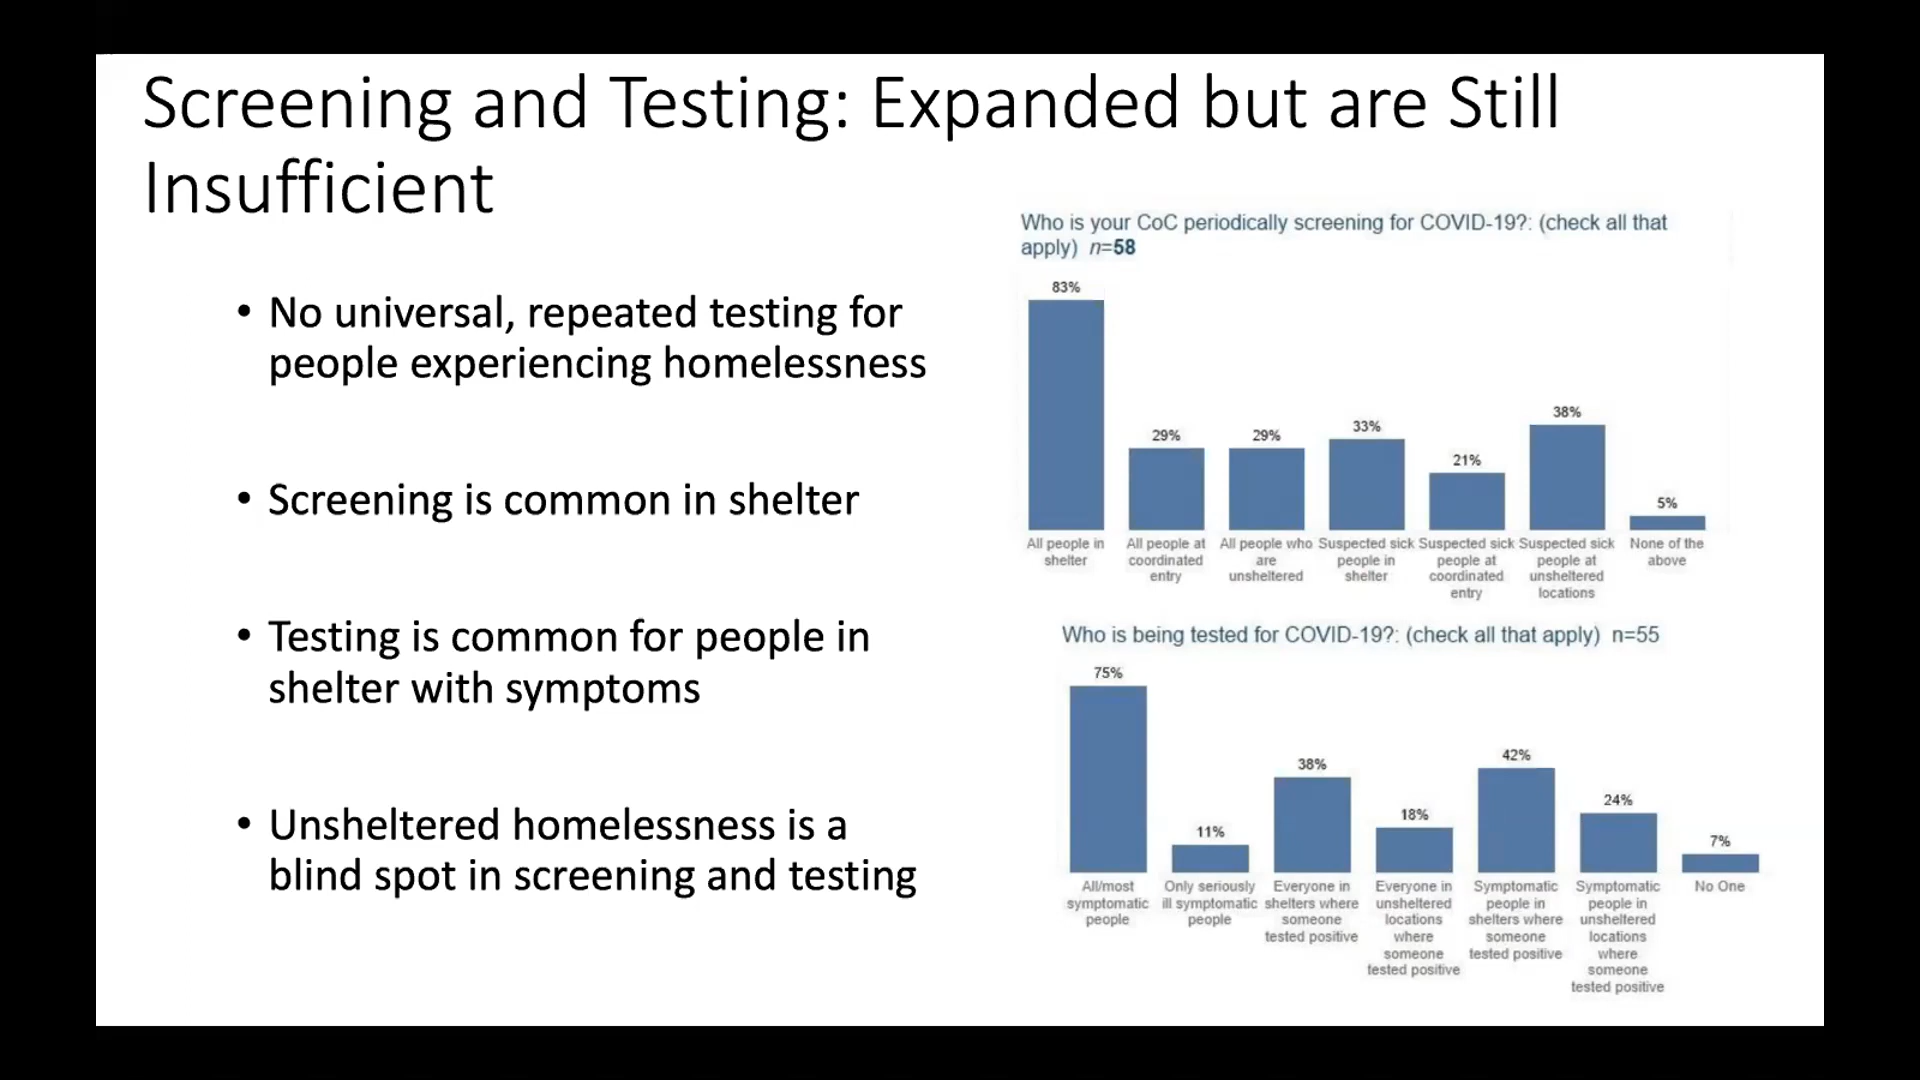 Screening and Testing: Expanded but are Still
Insufficient
• No universal, repeated testing for
people experiencing homelessness
• Screening is common in shelter
• Testing is common for people in
shelter with symptoms
• Unsheltered homelessness is a
blind spot in screening and testing
Who is your CoC periodically screening for COVID-19?: (check all that
apply) n=58
83%
29%
29%
33%
21%
38%
5%
All people in
shelter
All people at
coordinated
entry
All people who
are
unsheltered
Suspected sick
people in
shelter
Suspected sick
people at
coordinated
entry
Suspected sick
people at
unsheltered
locations
None of the
above
Who is being tested for COVID-19?: (check all that apply) n=55
75%
11%
38%
18%
42%
24%
7%
All/most
symptomatic
people
Only seriously
ill symptomatic
people
Everyone in
shelters where
someone
tested positive
Everyone in
unsheltered
locations
where
someone
tested positive
Symptomatic
people in
shelters where
someone
tested positive
Symptomatic
people in
unsheltered
locations
where
someone
tested positive
No One